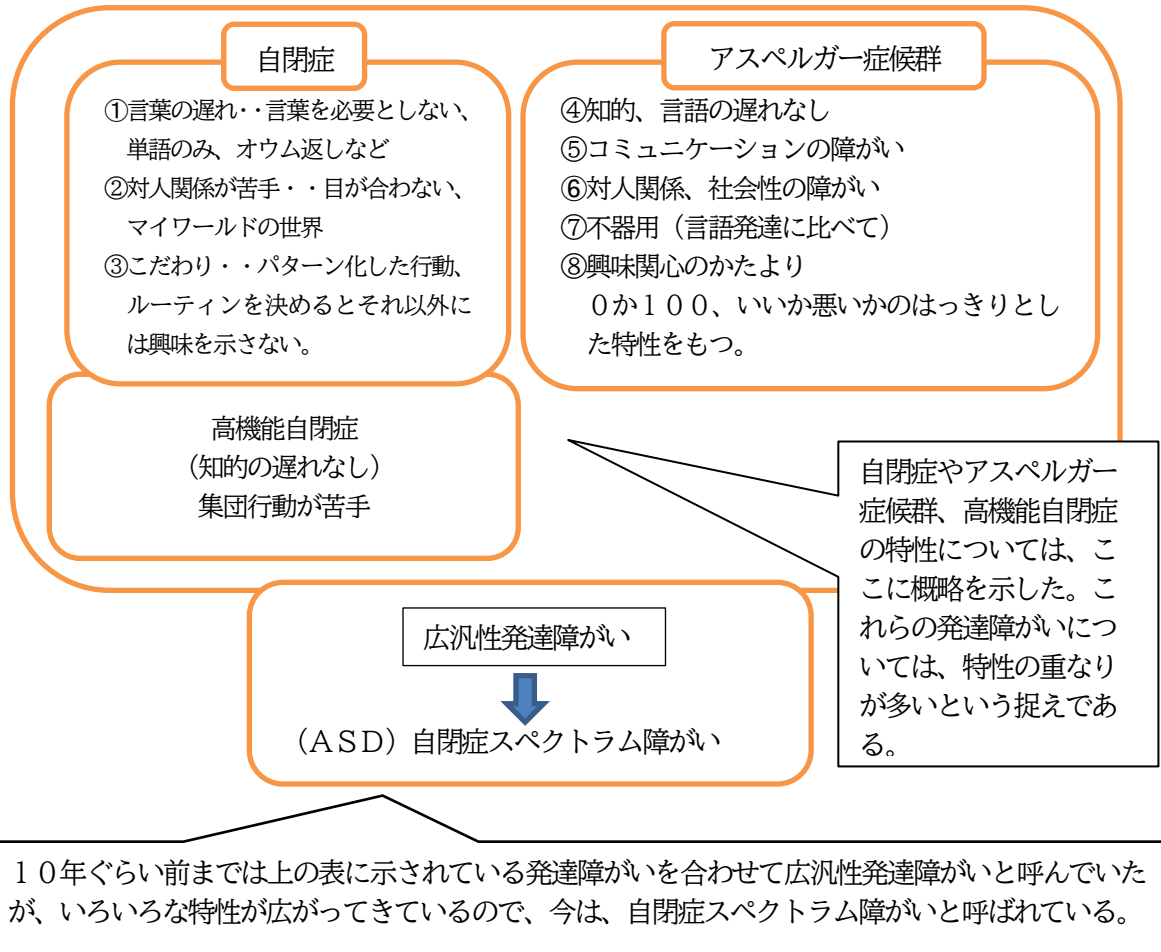 自閉症
①言葉の遅れ・・言葉を必要としない、
単語のみ、オウム返しなど
②対人関係が苦手・・目が合わない、
マイワールドの世界
③こだわり・・パターン化した行動、
ルーティンを決めるとそれ以外に
は興味を示さない。
アスペルガー症候群
④知的、言語の遅れなし
⑤コミュニケーションの障がい
⑥対人関係、社会性の障がい
⑦不器用（言語発達に比べて）
⑧興味関心のかたより
０か１００、いいか悪いかのはっきりとし
た特性をもつ。
高機能自閉症
（知的の遅れなし）
集団行動が苦手
自閉症やアスペルガー
症候群、高機能自閉症
の特性については、こ
こに概略を示した。こ
れらの発達障がいにつ
いては、特性の重なり
が多いという捉えであ
る。
広汎性発達障がい
（ＡＳＤ）自閉症スペクトラム障がい
１０年ぐらい前までは上の表に示されている発達障がいを合わせて広汎性発達障がいと呼んでいた
が、いろいろな特性が広がってきているので、今は、自閉症スペクトラム障がいと呼ばれている。